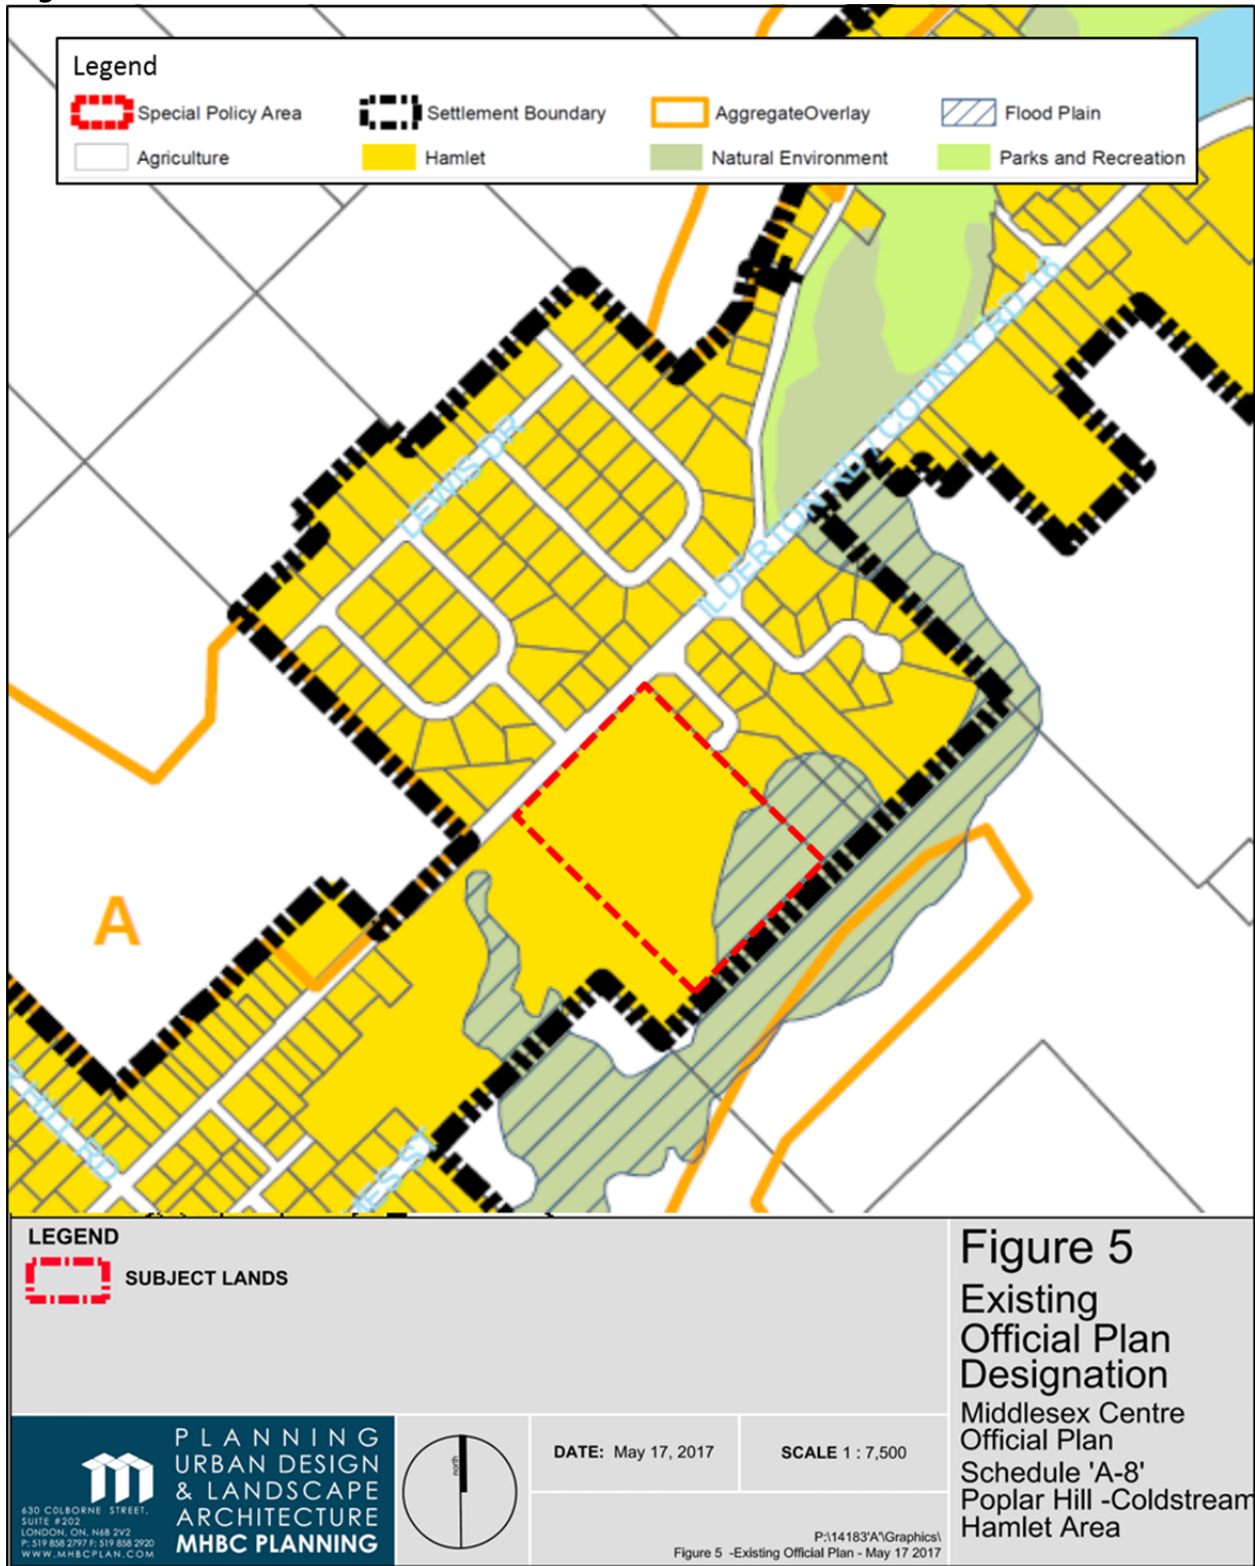 Legend
Special Policy Area
Settlement Boundary
AggregateOverlay
Flood Plain
Agriculture
Hamlet
Natural Environment
Parks and Recreation
ILDERTON RD / COUNTY RD 16
LEWIS DR
A
HILL RD
LEGEND
SUBJECT LANDS
Figure 5
Existing
Official Plan
Designation
Middlesex Centre
Official Plan
Schedule 'A-8'
Poplar Hill -Coldstream
Hamlet Area
PLANNING
URBAN DESIGN
& LANDSCAPE
ARCHITECTURE
MHBC PLANNING
630 COLBORNE STREET,
SUITE #202
LONDON, ON, N6B 2V2
P: 519 858 2797 F: 519 858 2920
WWW.MHBCPLAN.COM
north
DATE: May 17, 2017
SCALE 1 : 7,500
P:\14183'A'\Graphics\
Figure 5 -Existing Official Plan - May 17 2017